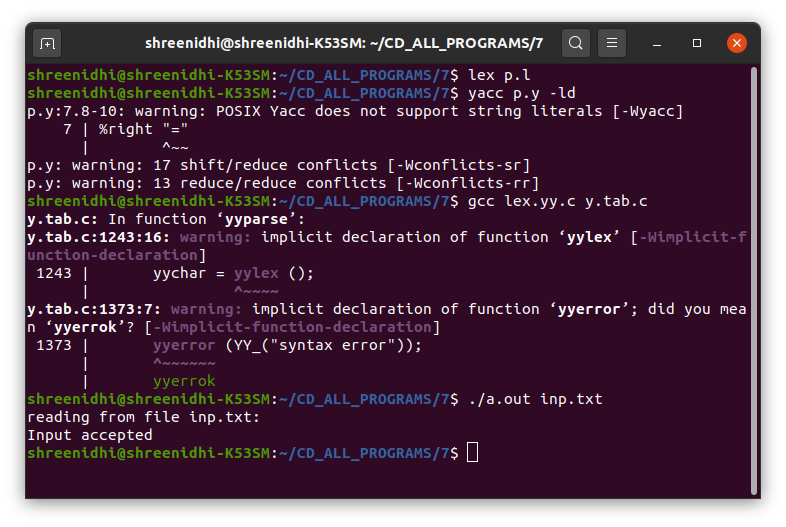 shreenidhi@shreenidhi-K53SM: ~/CD_ALL_PROGRAMS/7
shreenidhi@shreenidhi-K53SM:~/CD_ALL_PROGRAMS/7$ lex p.l
shreenidhi@shreenidhi-K53SM:~/CD_ALL_PROGRAMS/7$ yacc p.y -ld
p.y:7.8-10: warning: POSIX Yacc does not support string literals [-Wyacc]
    7 | %right "="
      |        ^~~
p.y: warning: 17 shift/reduce conflicts [-Wconflicts-sr]
p.y: warning: 13 reduce/reduce conflicts [-Wconflicts-rr]
shreenidhi@shreenidhi-K53SM:~/CD_ALL_PROGRAMS/7$ gcc lex.yy.c y.tab.c
y.tab.c: In function ‘yyparse’:
y.tab.c:1243:16: warning: implicit declaration of function ‘yylex’ [-Wimplicit-f
unction-declaration]
 1243 |       yychar = yylex ();
      |                ^~~~~
y.tab.c:1373:7: warning: implicit declaration of function ‘yyerror’; did you mea
n ‘yyerrok’? [-Wimplicit-function-declaration]
 1373 |       yyerror (YY_("syntax error"));
      |       ^~~~~~~
      |       yyerrok
shreenidhi@shreenidhi-K53SM:~/CD_ALL_PROGRAMS/7$ ./a.out inp.txt
reading from file inp.txt:
Input accepted
shreenidhi@shreenidhi-K53SM:~/CD_ALL_PROGRAMS/7$